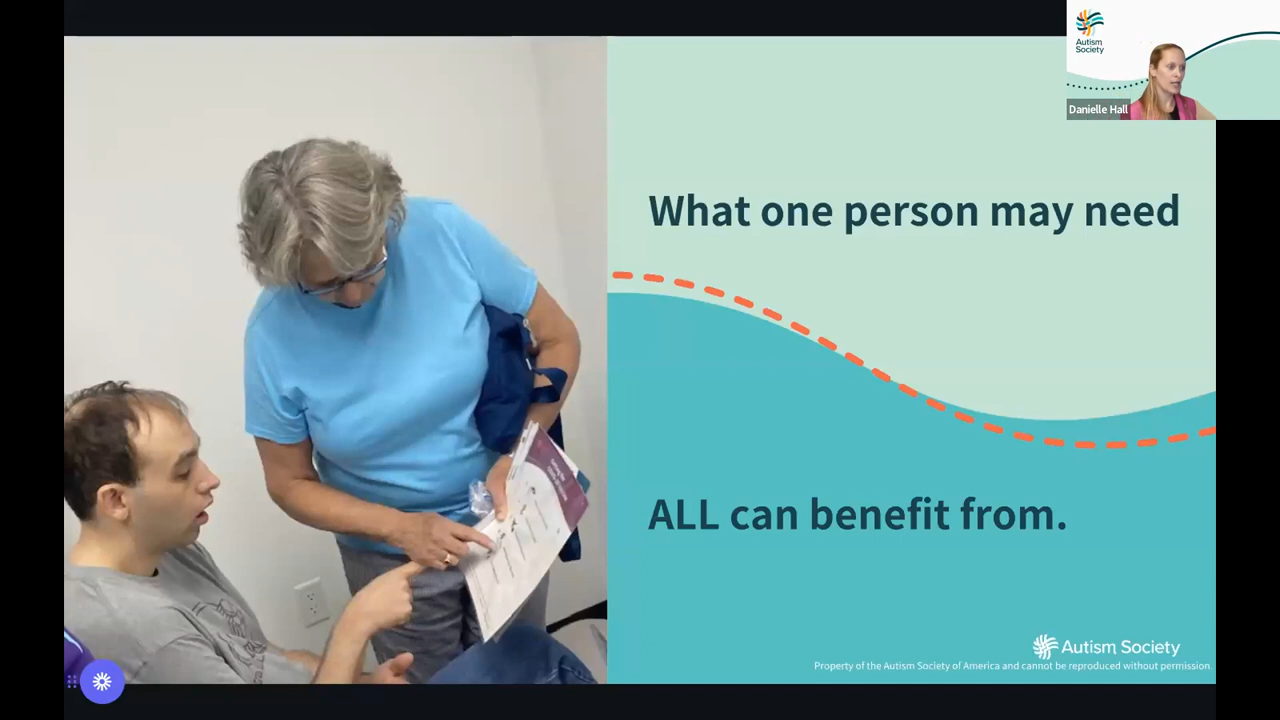 Autism
Society
Danielle Hall
What one person may need
ALL can benefit from.
Autism Society
Property of the Autism Society of America and cannot be reproduced without permission.